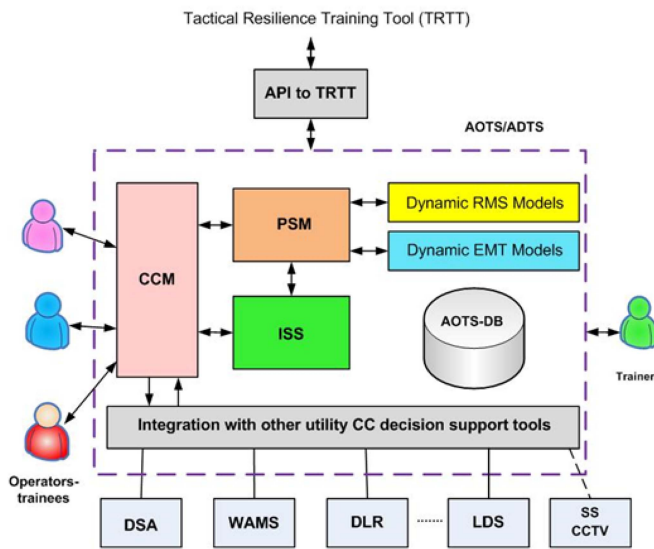 Tactical Resilience Training Tool (TRTT)
API to TRTT
AOTS/ADTS
CCM
PSM
Dynamic RMS Models
Dynamic EMT Models
ISS
AOTS-DB
Trainer
Integration with other utility CC decision support tools
Operators-
trainees
DSA
WAMS
DLR
........
LDS
SS
CCTV